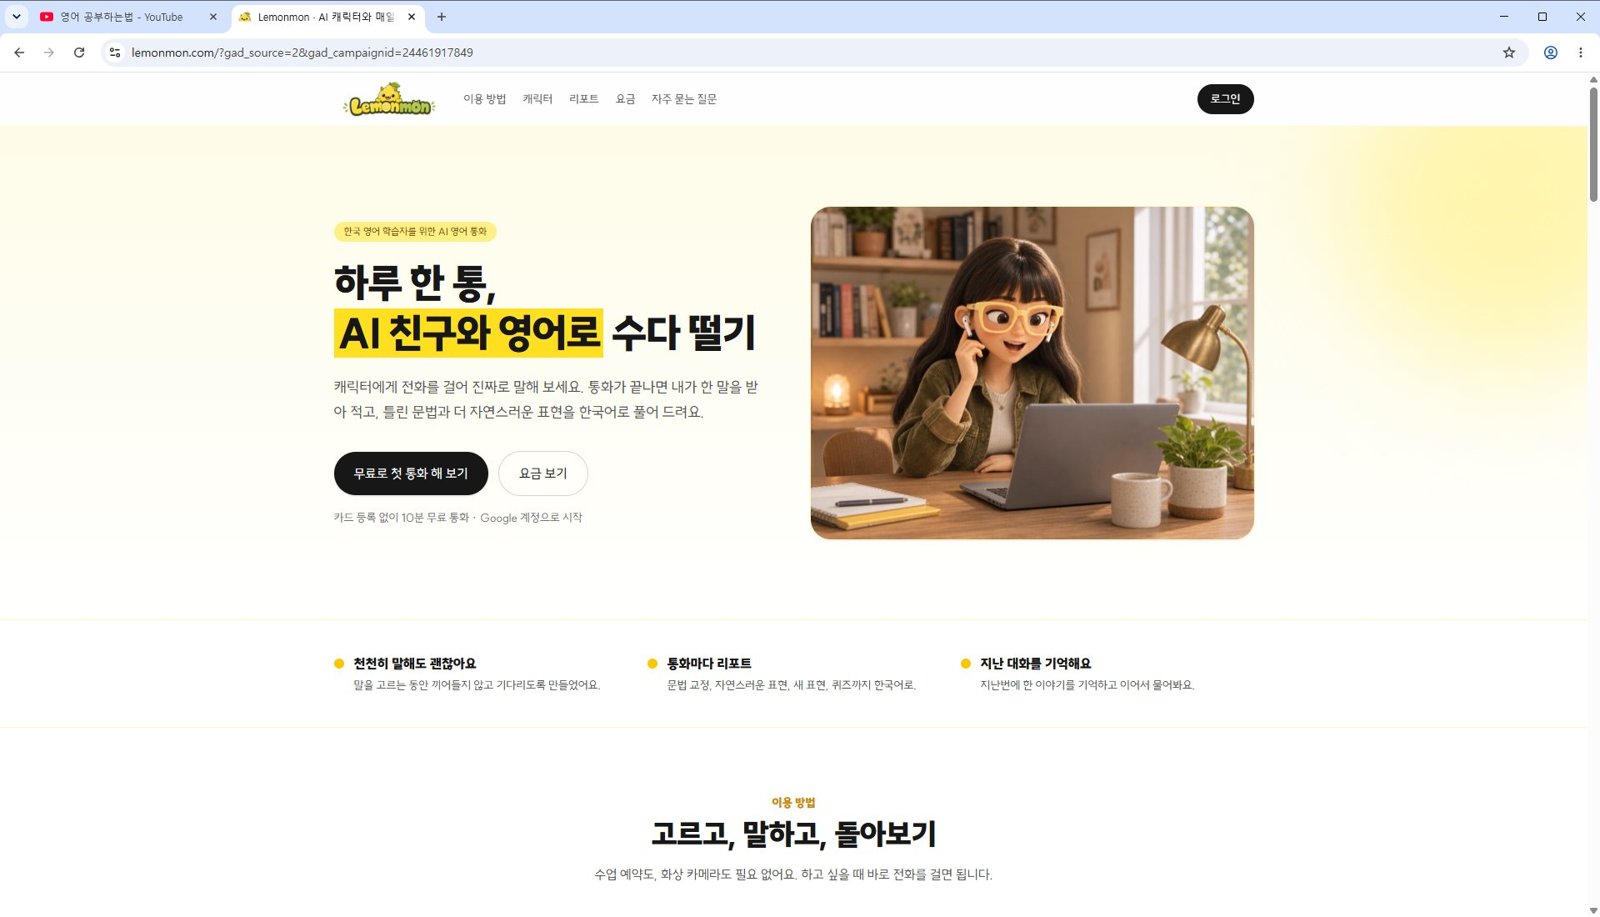 영어 공부하는법 - YouTube
Lemonmon · AI 캐릭터와 매일
lemonmon.com/?gad_source=2&gad_campaignid=24461917849
Lemonmon
이용 방법
캐릭터
리포트
요금
자주 묻는 질문
로그인
한국 영어 학습자를 위한 AI 영어 통화
하루 한 통,
AI 친구와 영어로 수다 떨기
캐릭터에게 전화를 걸어 진짜로 말해 보세요. 통화가 끝나면 내가 한 말을 받
아 적고, 틀린 문법과 더 자연스러운 표현을 한국어로 풀어 드려요.
무료로 첫 통화 해 보기
요금 보기
카드 등록 없이 10분 무료 통화 · Google 계정으로 시작
천천히 말해도 괜찮아요
말을 고르는 동안 끼어들지 않고 기다리도록 만들었어요.
통화마다 리포트
문법 교정, 자연스러운 표현, 새 표현, 퀴즈까지 한국어로.
지난 대화를 기억해요
지난번에 한 이야기를 기억하고 이어서 물어봐요.
이용 방법
고르고, 말하고, 돌아보기
수업 예약도, 화상 카메라도 필요 없어요. 하고 싶을 때 바로 전화를 걸면 됩니다.